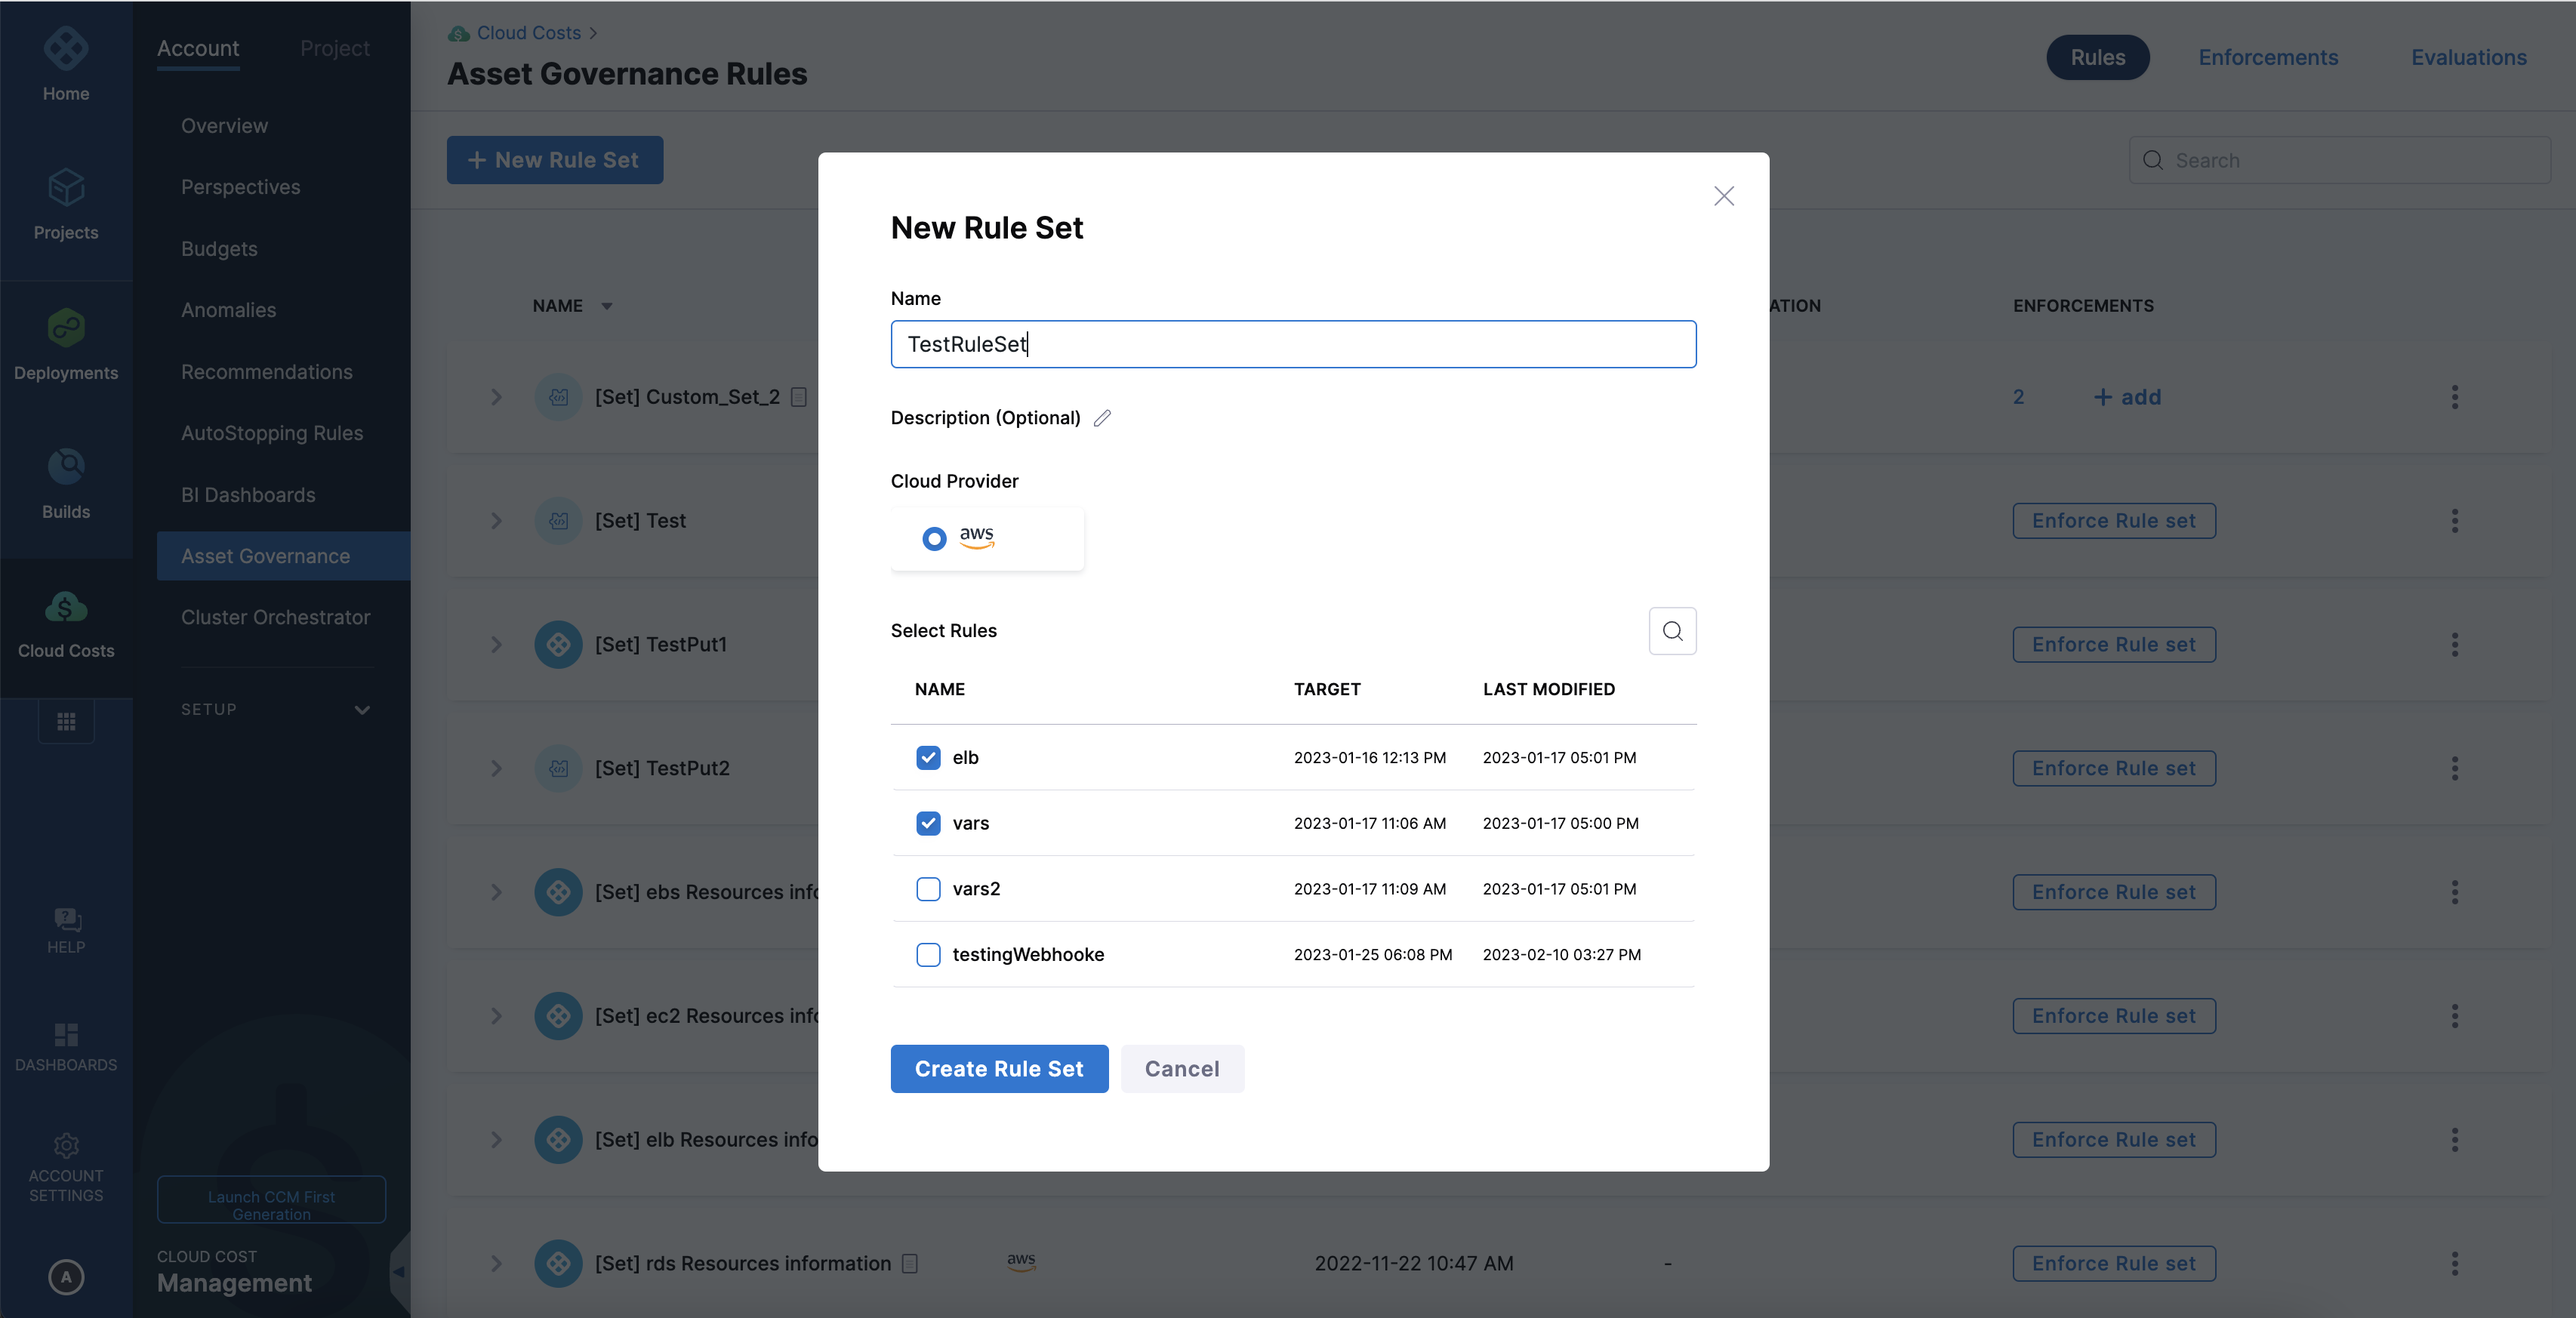 Home
Projects
Deployments
Builds
Cloud Costs
HELP
DASHBOARDS
ACCOUNT
SETTINGS
A
Account Project
Overview
Perspectives
Budgets
Anomalies
Recommendations
AutoStopping Rules
BI Dashboards
Asset Governance
Cluster Orchestrator
SETUP
Launch CCM First
Generation
CLOUD COST
Management
Cloud Costs >
Asset Governance Rules
Rules Enforcements Evaluations
+ New Rule Set
Search
NAME ATION ENFORCEMENTS
[Set] Custom_Set_2 2 + add
[Set] Test Enforce Rule set
[Set] TestPut1 Enforce Rule set
[Set] TestPut2 Enforce Rule set
[Set] ebs Resources info Enforce Rule set
[Set] ec2 Resources info Enforce Rule set
[Set] elb Resources info Enforce Rule set
[Set] rds Resources information aws 2022-11-22 10:47 AM - Enforce Rule set
New Rule Set
Name
TestRuleSet
Description (Optional)
Cloud Provider
aws
Select Rules
NAME TARGET LAST MODIFIED
elb 2023-01-16 12:13 PM 2023-01-17 05:01 PM
vars 2023-01-17 11:06 AM 2023-01-17 05:00 PM
vars2 2023-01-17 11:09 AM 2023-01-17 05:01 PM
testingWebhooke 2023-01-25 06:08 PM 2023-02-10 03:27 PM
Create Rule Set Cancel